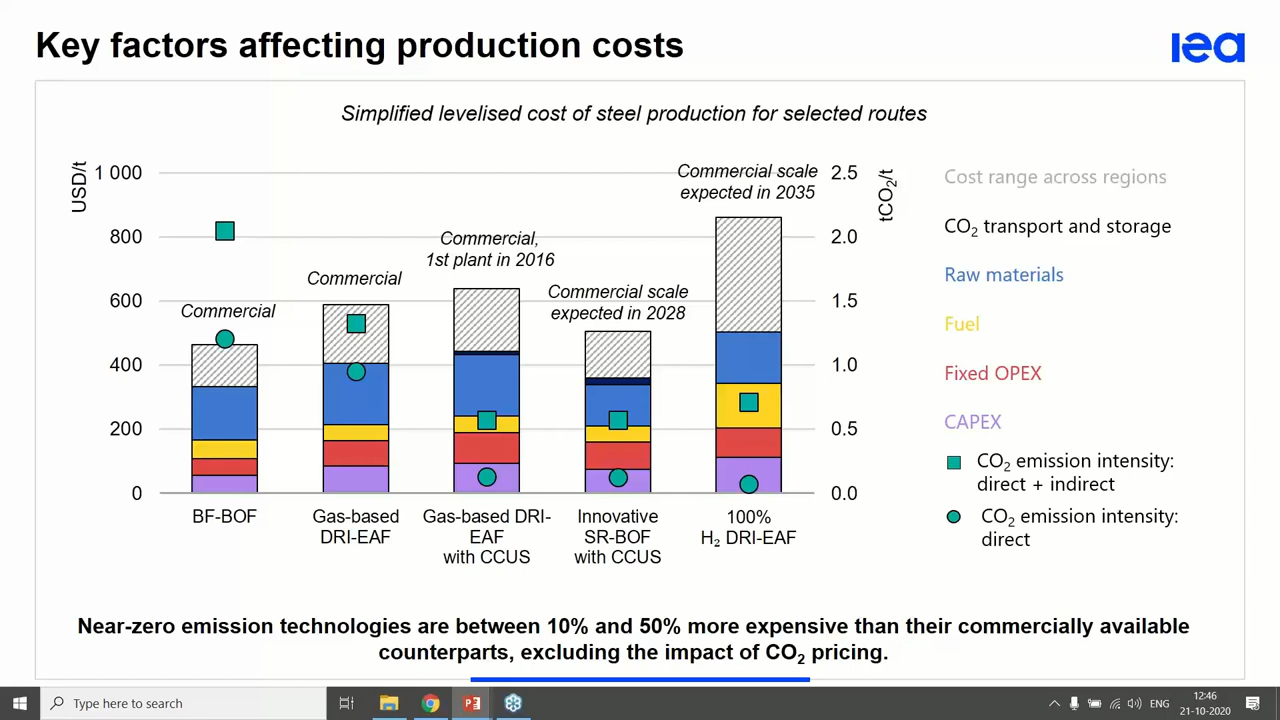 Key factors affecting production costs
iea
Simplified levelised cost of steel production for selected routes
USD/t
1 000
800
600
400
200
0
Commercial
Commercial
Commercial,
1st plant in 2016
Commercial scale
expected in 2028
Commercial scale
expected in 2035
2.5
2.0
1.5
1.0
0.5
0.0
tCO₂/t
BF-BOF
Gas-based
DRI-EAF
Gas-based DRI-
EAF
with CCUS
Innovative
SR-BOF
with CCUS
100%
H₂ DRI-EAF
Cost range across regions
CO₂ transport and storage
Raw materials
Fuel
Fixed OPEX
CAPEX
CO₂ emission intensity:
direct + indirect
CO₂ emission intensity:
direct
Near-zero emission technologies are between 10% and 50% more expensive than their commercially available
counterparts, excluding the impact of CO₂ pricing.
Type here to search
ENG
12:46
21-10-2020